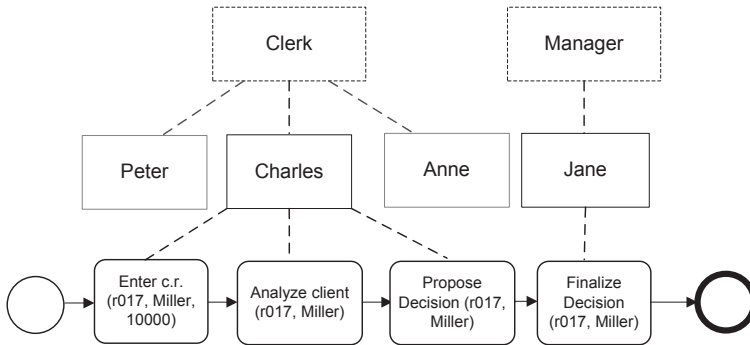 Clerk
Manager
Peter
Charles
Anne
Jane
Enter c.r.
(r017, Miller,
10000)
Analyze client
(r017, Miller)
Propose
Decision (r017,
Miller)
Finalize
Decision
(r017, Miller)